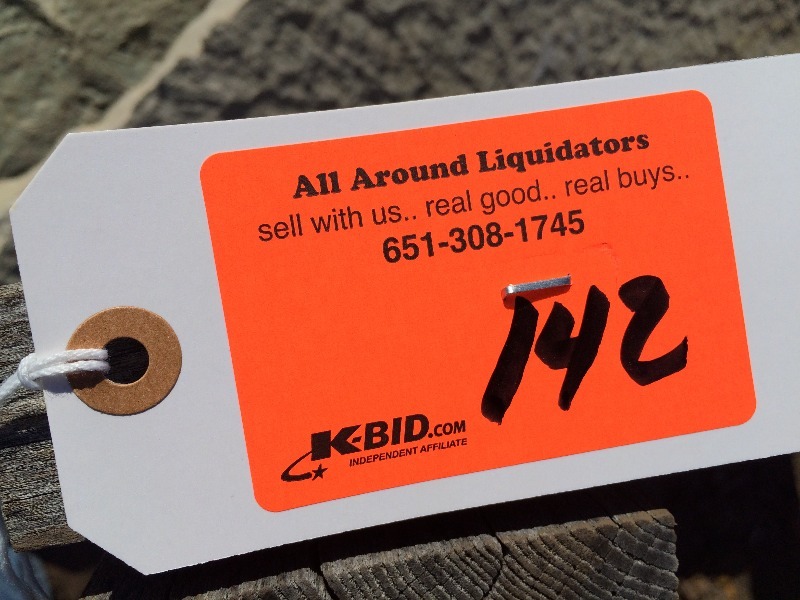 All Around Liquidators
sell with us.. real good.. real buys..
651-308-1745
142
K-BID.COM
INDEPENDENT AFFILIATE